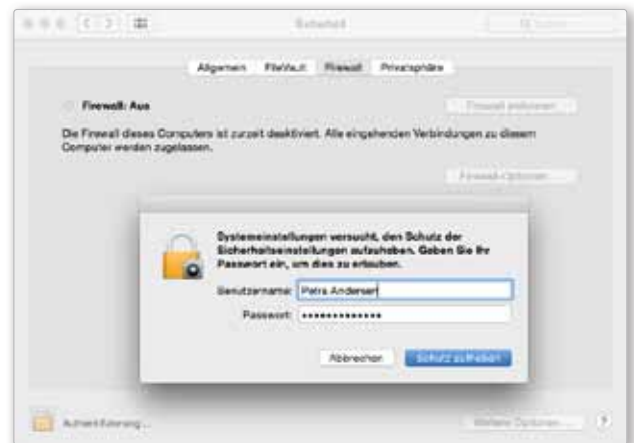 Sicherheit
Suchen
Allgemein FileVault Firewall Privatsphäre
Firewall: Aus
Firewall aktivieren
Die Firewall dieses Computers ist zurzeit deaktiviert. Alle eingehenden Verbindungen zu diesem
Computer werden zugelassen.
Firewall-Optionen ...
Systemeinstellungen versucht, den Schutz der
Sicherheitseinstellungen aufzuheben. Geben Sie Ihr
Passwort ein, um dies zu erlauben.
Benutzername: Petra Andersen
Passwort: •••••••••••••
Abbrechen Schutz aufheben
Authentifizierung ...
Weitere Optionen ... ?